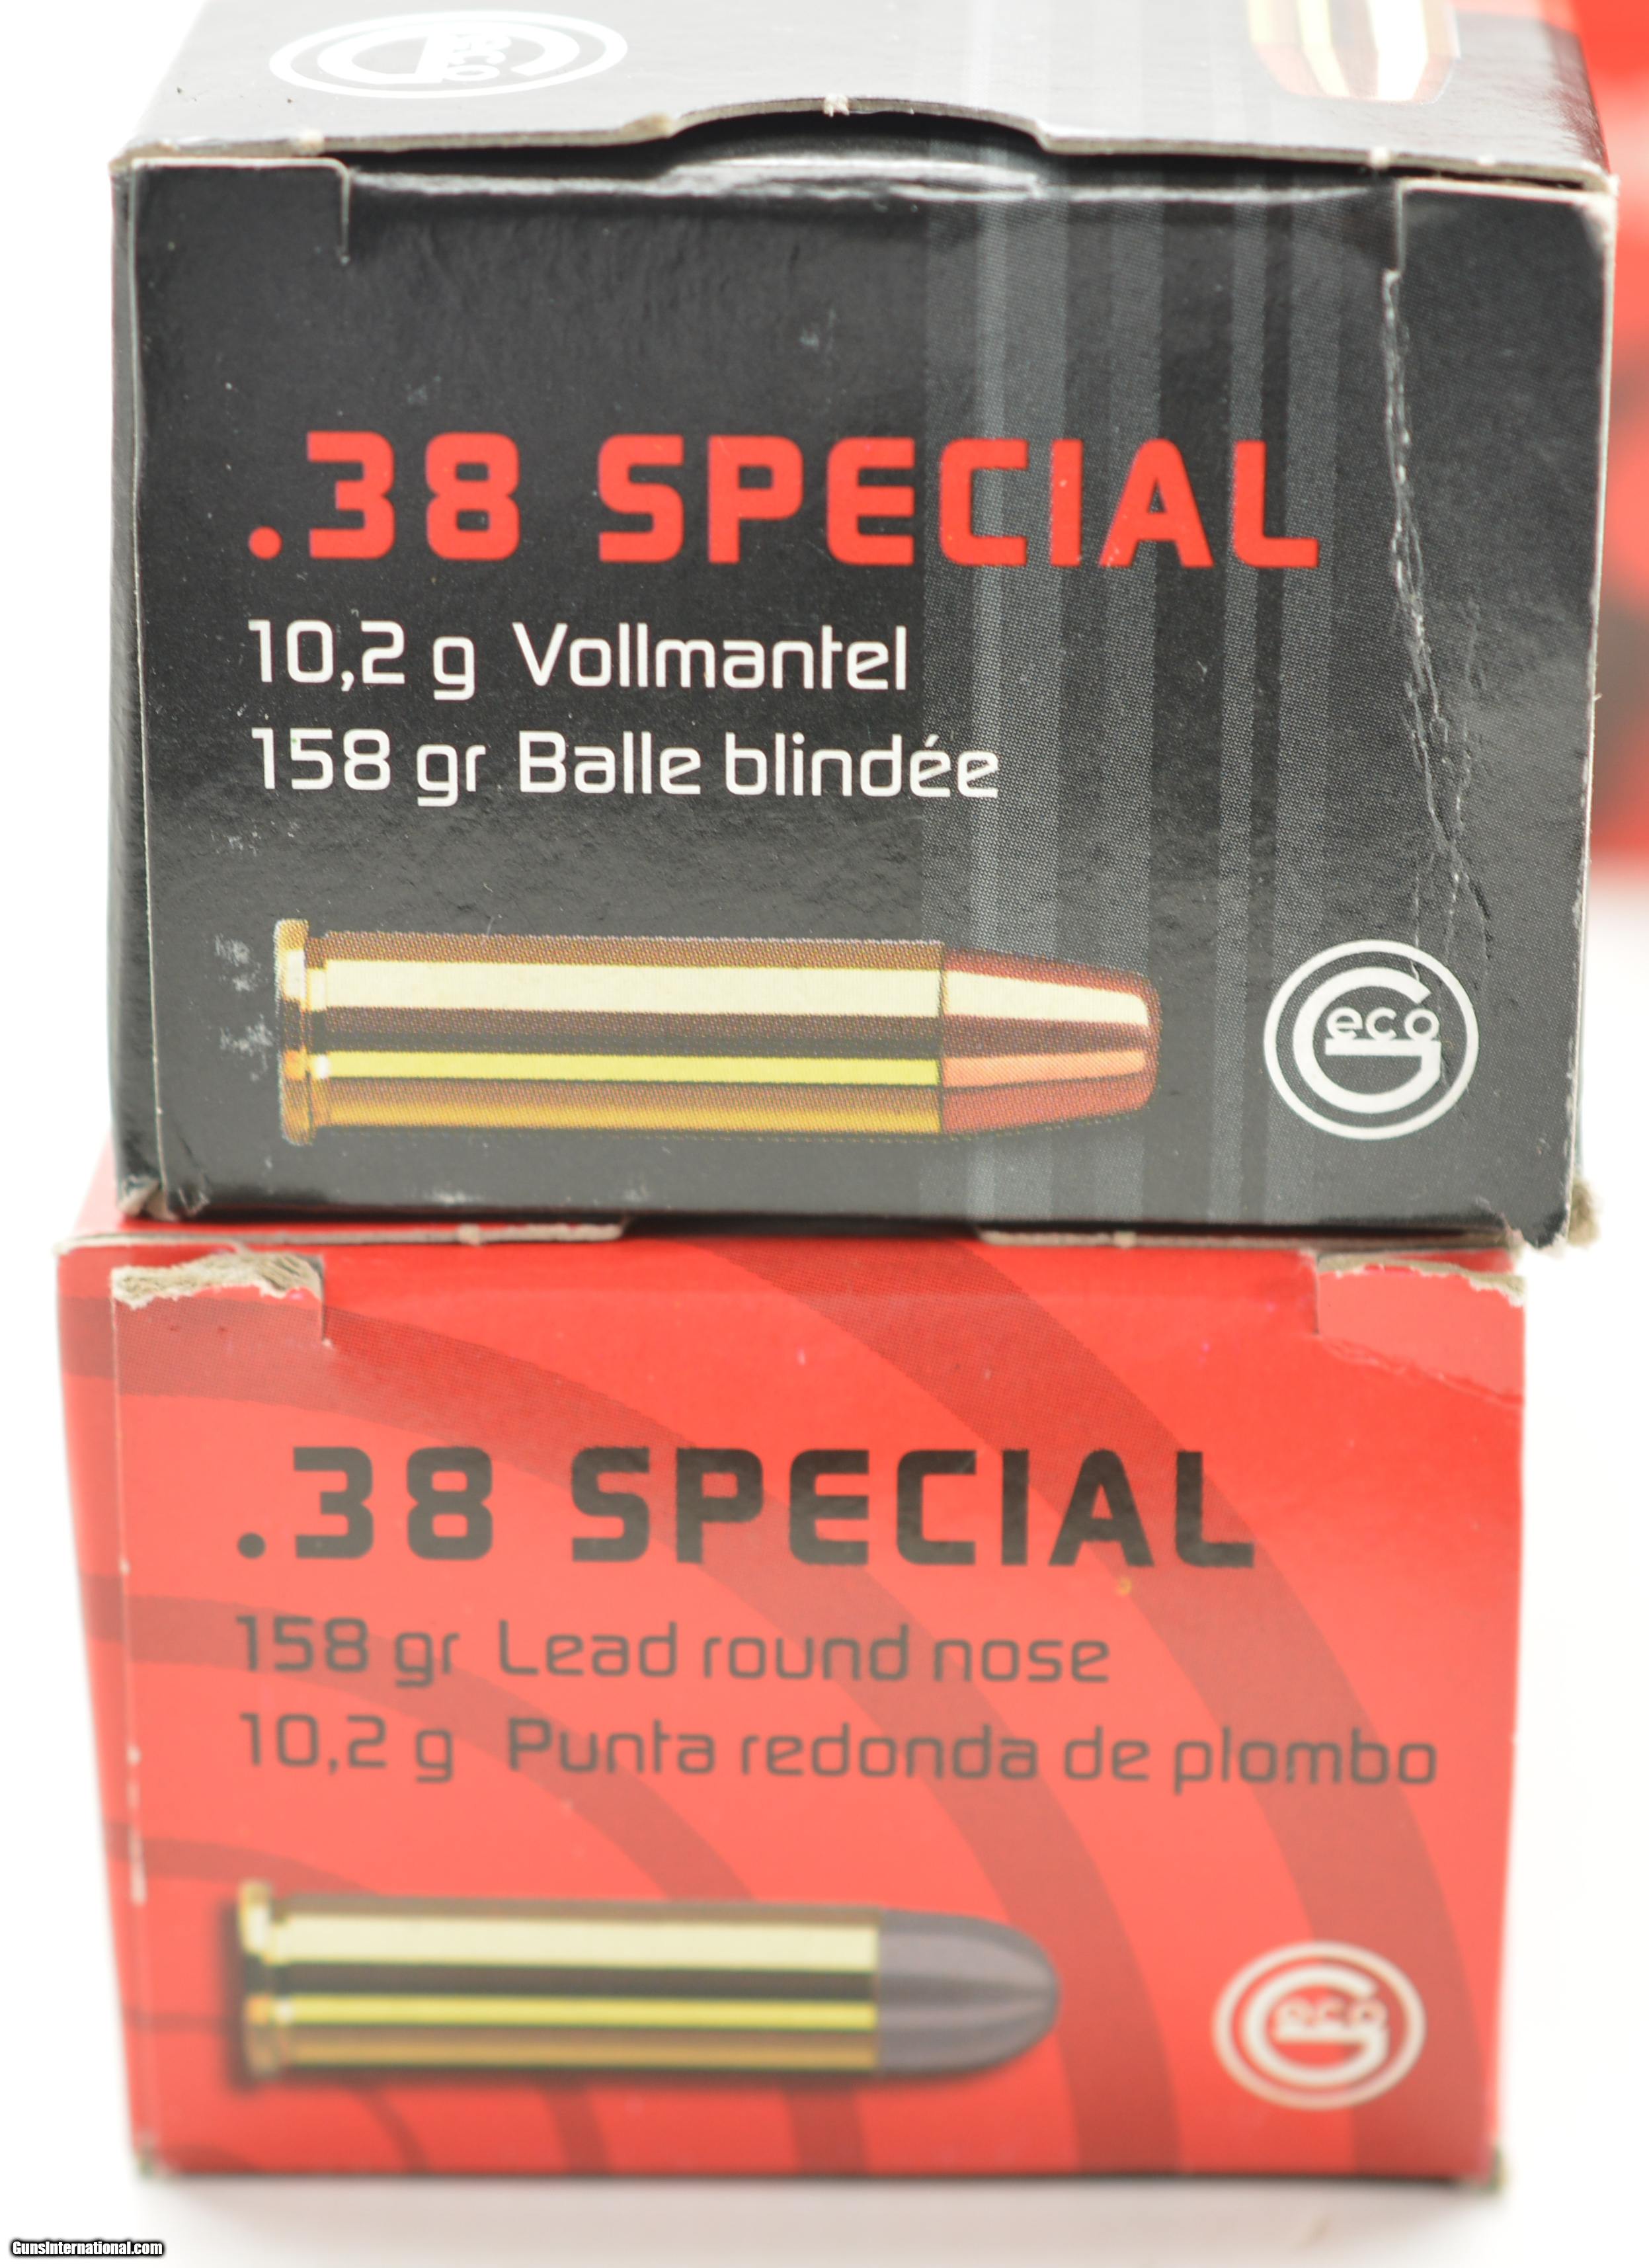 Geco
.38 SPECIAL
10,2 g Vollmantel
158 gr Balle blindée
Geco
.38 SPECIAL
158 gr Lead round nose
10,2 g Punta redonda de plombo
Geco
GunsInternational.com